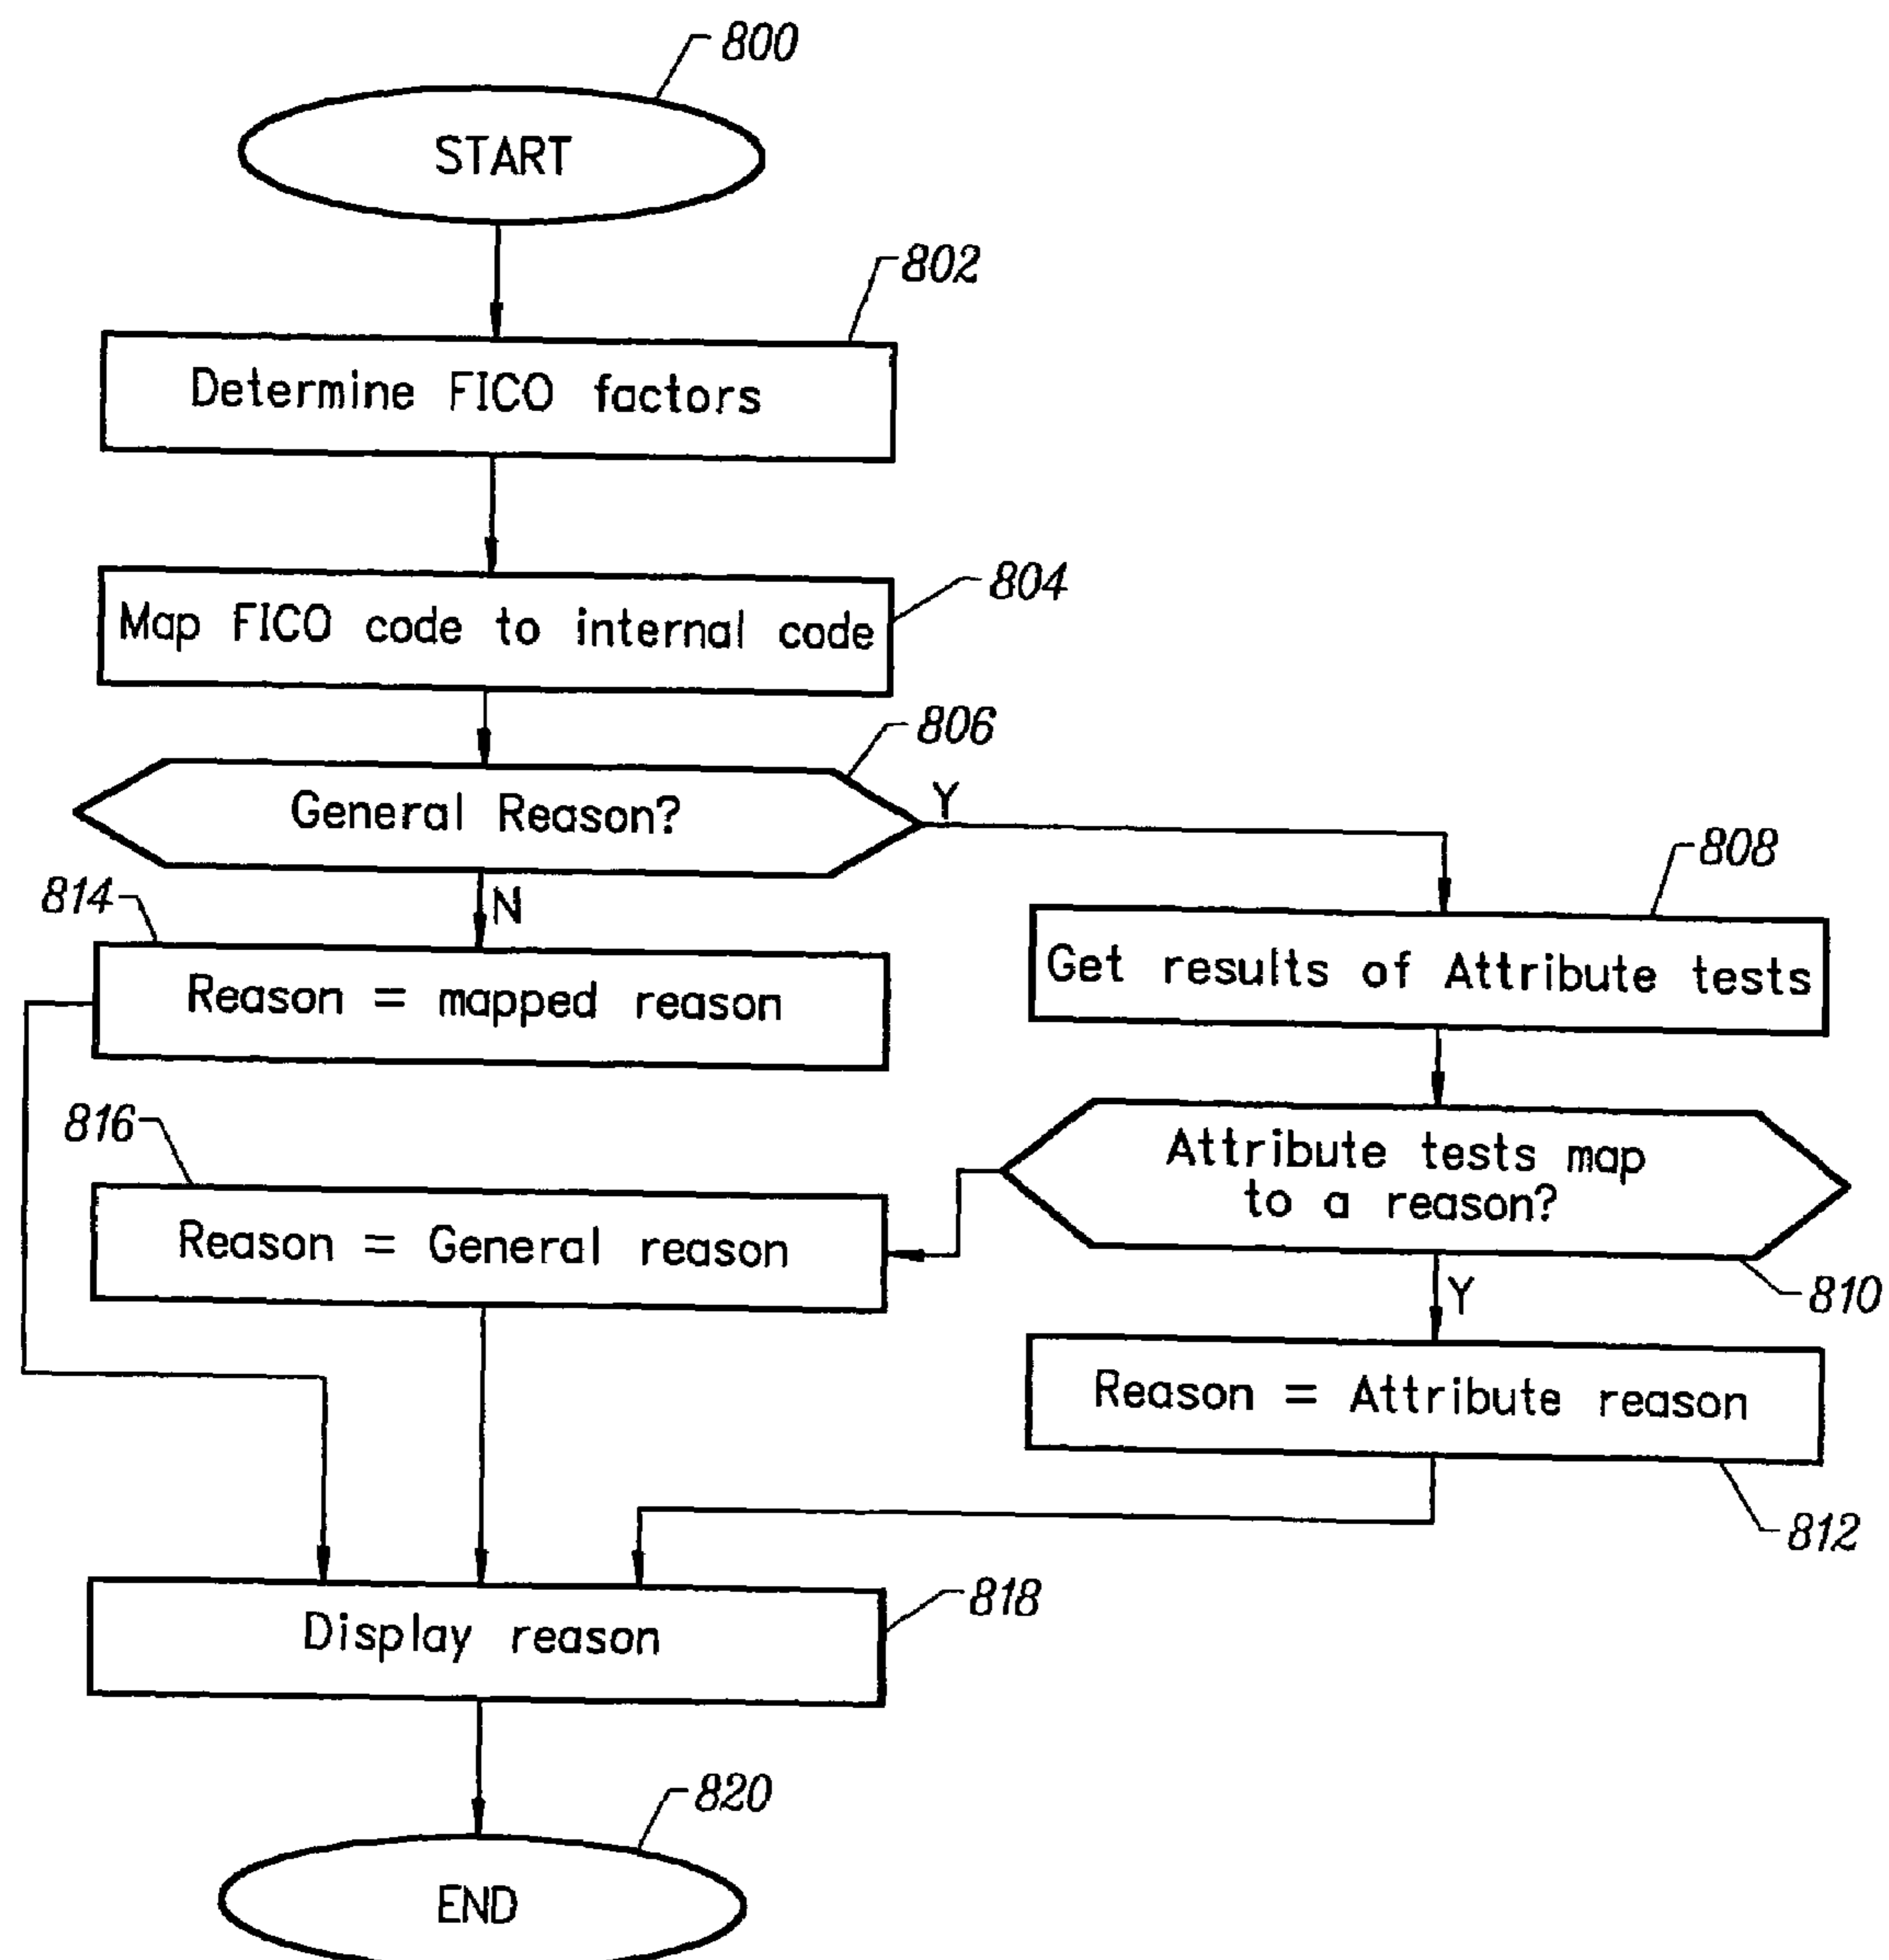 800
START
802
Determine FICO factors
804
Map FICO code to internal code
806
General Reason?
Y
N
808
Get results of Attribute tests
814
Reason = mapped reason
810
Attribute tests map
to a reason?
Y
816
Reason = General reason
Reason = Attribute reason
812
818
Display reason
820
END